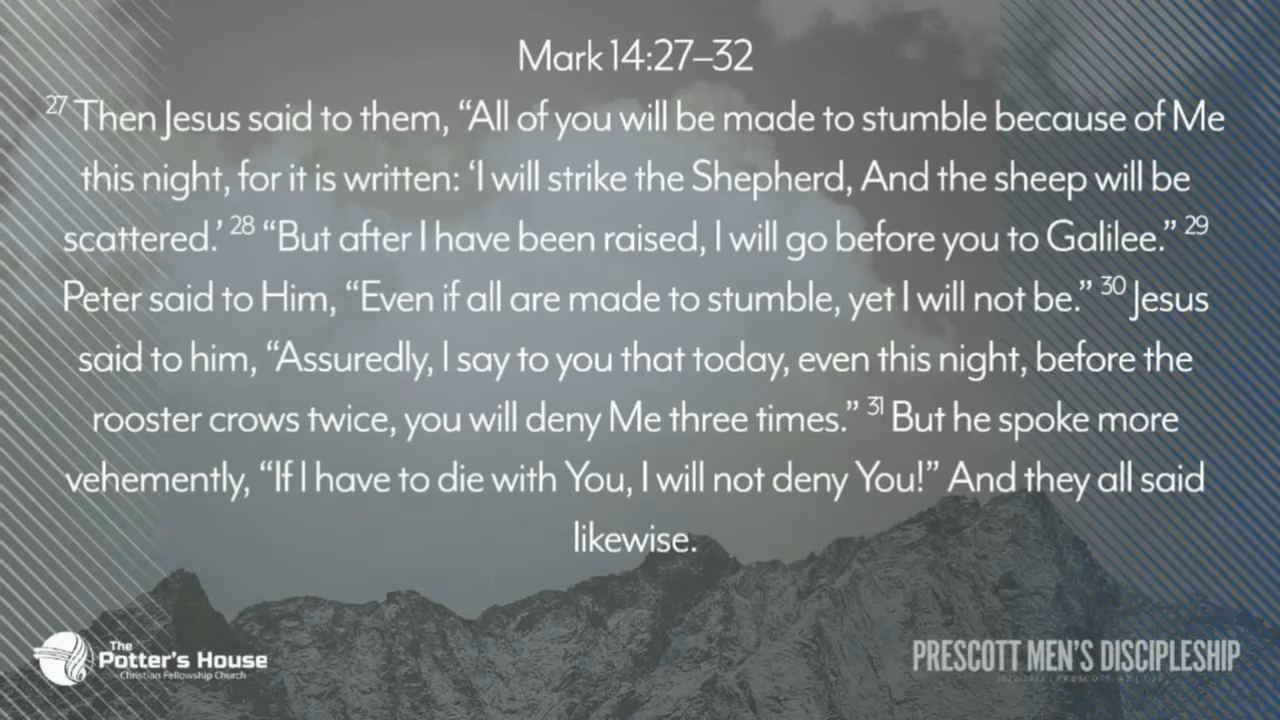 Mark 14:27–32
27 Then Jesus said to them, “All of you will be made to stumble because of Me
this night, for it is written: ‘I will strike the Shepherd, And the sheep will be
scattered.’ 28 “But after I have been raised, I will go before you to Galilee.” 29
Peter said to Him, “Even if all are made to stumble, yet I will not be.” 30 Jesus
said to him, “Assuredly, I say to you that today, even this night, before the
rooster crows twice, you will deny Me three times.” 31 But he spoke more
vehemently, “If I have to die with You, I will not deny You!” And they all said
likewise.
The
Potter's House
Christian Fellowship Church
PRESCOTT MEN'S DISCIPLESHIP